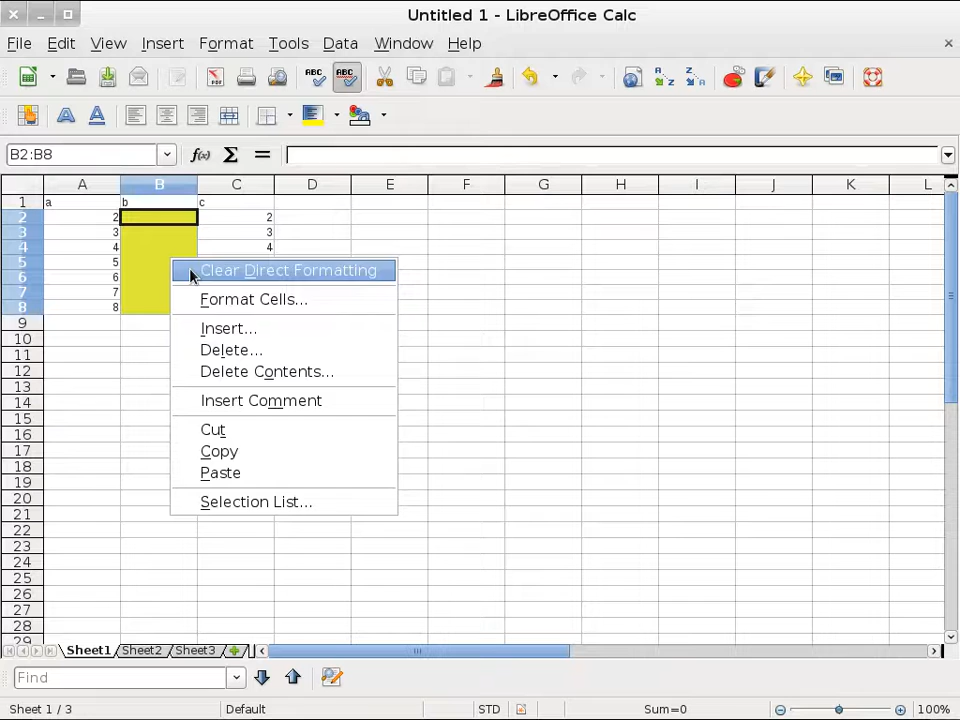 Untitled 1 - LibreOffice Calc
File Edit View Insert Format Tools Data Window Help
B2:B8
A B C D E F G H I J K L
1 a b c
2 2 2
3 3 3
4 4 4
5 5
6 6
7 7
8 8
9
10
11
12
13
14
15
16
17
18
19
20
21
22
23
24
25
26
27
28
29
Clear Direct Formatting
Format Cells...
Insert...
Delete...
Delete Contents...
Insert Comment
Cut
Copy
Paste
Selection List...
Sheet1 Sheet2 Sheet3
Find
Sheet 1 / 3 Default STD Sum=0 100%